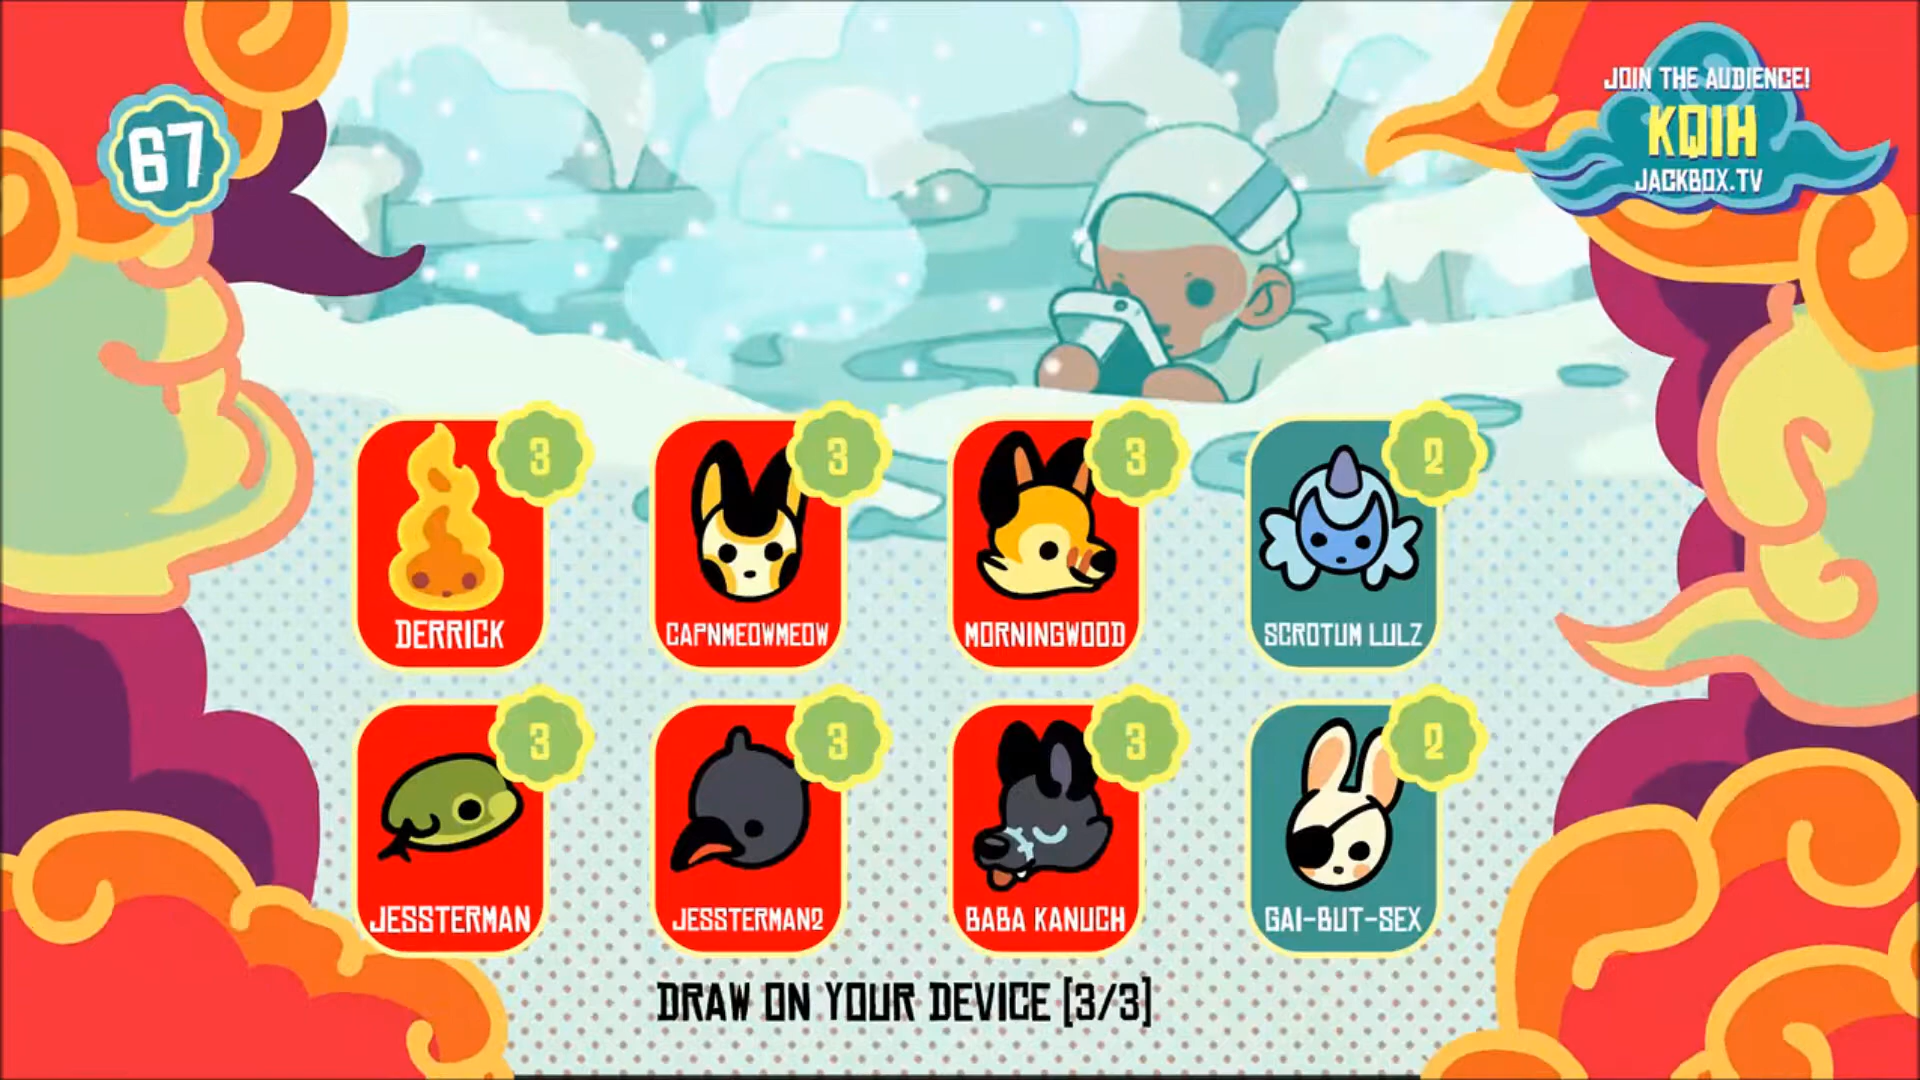 67
JOIN THE AUDIENCE!
KQIH
JACKBOX.TV
3
3
3
2
DERRICK
CAPNMEOWMEOW
MORNINGWOOD
SCROTUM LULZ
3
3
3
2
JESSTERMAN
JESSTERMAN2
BABA KANUCH
GAI-BUT-SEX
DRAW ON YOUR DEVICE [3/3]